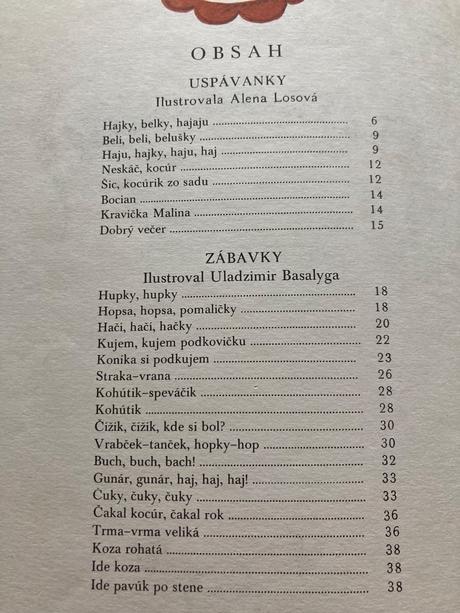 OBSAH
USPÁVANKY
Ilustrovala Alena Losová
Hajky, belky, hajaju ........ 6
Beli, beli, belušky ........ 9
Haju, hajky, haju, haj ........ 9
Neskáč, kocúr ........ 12
Šic, kocúrik zo sadu ........ 12
Bocian ........ 14
Kravička Malina ........ 14
Dobrý večer ........ 15
ZÁBAVKY
Ilustroval Uladzimir Basalyga
Hupky, hupky ........ 18
Hopsa, hopsa, pomaličky ........ 18
Hačí, hačí, hačky ........ 20
Kujem, kujem podkovičku ........ 22
Koníka si podkujem ........ 23
Straka–vrana ........ 26
Kohútik–speváčik ........ 28
Kohútik ........ 28
Čížik, čížik, kde si bol? ........ 30
Vrabček–tanček, hopky–hop ........ 30
Buch, buch, bach! ........ 32
Gunár, gunár, haj, haj, haj! ........ 33
Čuky, čuky, čuky ........ 33
Čakal kocúr, čakal rok ........ 36
Trma–vrma veliká ........ 36
Koza rohatá ........ 38
Ide koza ........ 38
Ide pavúk po stene ........ 38